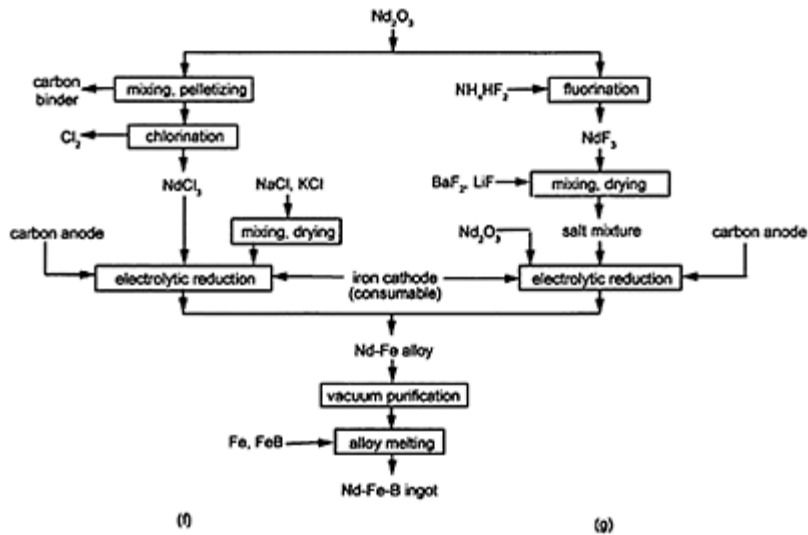 Nd₂O₃
carbon
binder
mixing, pelletizing
NH₄HF₂
fluorination
Cl₂
chlorination
NdF₃
NdCl₃
NaCl, KCl
BaF₂, LiF
mixing, drying
carbon anode
mixing, drying
Nd₂O₃
salt mixture
carbon anode
electrolytic reduction
iron cathode
(consumable)
electrolytic reduction
Nd-Fe alloy
vacuum purification
Fe, FeB
alloy melting
Nd-Fe-B ingot
(f)
(g)